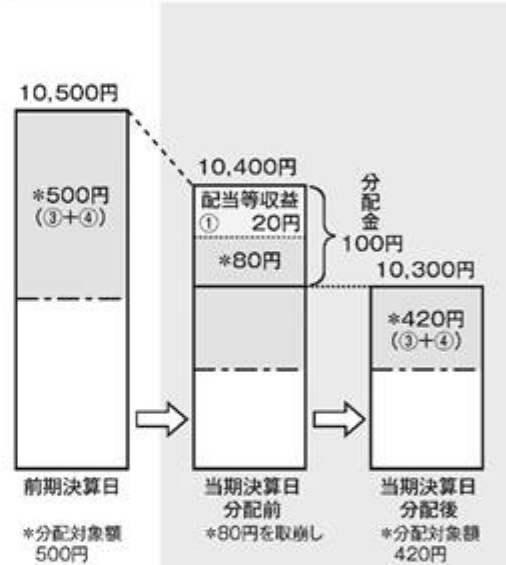 10,500円
*500円
(③+④)
前期決算日
*分配対象額
500円
10,400円
配当等収益
① 20円
*80円
分配金
100円
当期決算日
分配前
*80円を取崩し
10,300円
*420円
(③+④)
当期決算日
分配後
*分配対象額
420円